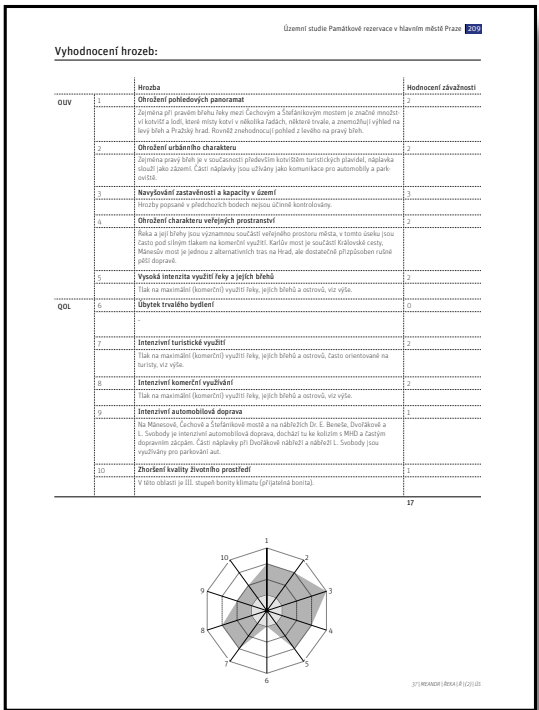 Územní studie Památkové rezervace v hlavním městě Praze 209
Vyhodnocení hrozeb:
Hrozba Hodnocení závažnosti
OUV 1 Ohrožení pohledových panoramat 2
Zejména při pravém břehu řeky mezi Čechovým a Štefánikovým mostem je značné množst-
ví kotvišť a lodí, které místy kotví v několika řadách, některé trvale, a znemožňují výhled na
levý břeh a Pražský hrad. Rovněž znehodnocují pohled z levého na pravý břeh.
2 Ohrožení urbánního charakteru 2
Zejména pravý břeh je v současnosti především kotvištěm turistických plavidel, náplavka
slouží jako zázemí. Části náplavky jsou užívány jako komunikace pro automobily a park-
oviště.
3 Navyšování zastavěnosti a kapacity v území 3
Hrozby popsané v předchozích bodech nejsou účinně kontrolovány.
4 Ohrožení charakteru veřejných prostranství 2
Řeka a její břehy jsou významnou součástí veřejného prostoru města, v tomto úseku jsou
často pod silným tlakem na komerční využití. Karlův most je součástí Královské cesty,
Mánesův most je jednou z alternativních tras na Hrad, ale dostatečně přizpůsoben rušné
pěší dopravě.
5 Vysoká intenzita využití řeky a jejích břehů 2
Tlak na maximální (komerční) využití řeky, jejích břehů a ostrovů, viz výše.
QOL 6 Úbytek trvalého bydlení 0
-
7 Intenzivní turistické využití 2
Tlak na maximální (komerční) využití řeky, jejích břehů a ostrovů, často orientované na
turisty, viz výše.
8 Intenzivní komerční využívání 2
Tlak na maximální (komerční) využití řeky, jejích břehů a ostrovů, viz výše.
9 Intenzivní automobilová doprava 1
Na Mánesově, Čechově a Štefánikově mostě a na nábřežích Dr. E. Beneše, Dvořákově a
L. Svobody je intenzivní automobilová doprava, dochází tu ke kolizím s MHD a častým
dopravním zácpám. Části náplavky při Dvořákově nábřeží a nábřeží L. Svobody jsou
využívány pro parkování aut.
10 Zhoršení kvality životního prostředí 1
V této oblasti je III. stupeň bonity klimatu (přijatelná bonita).
17
1
10 2
9 3
8 4
7 5
6